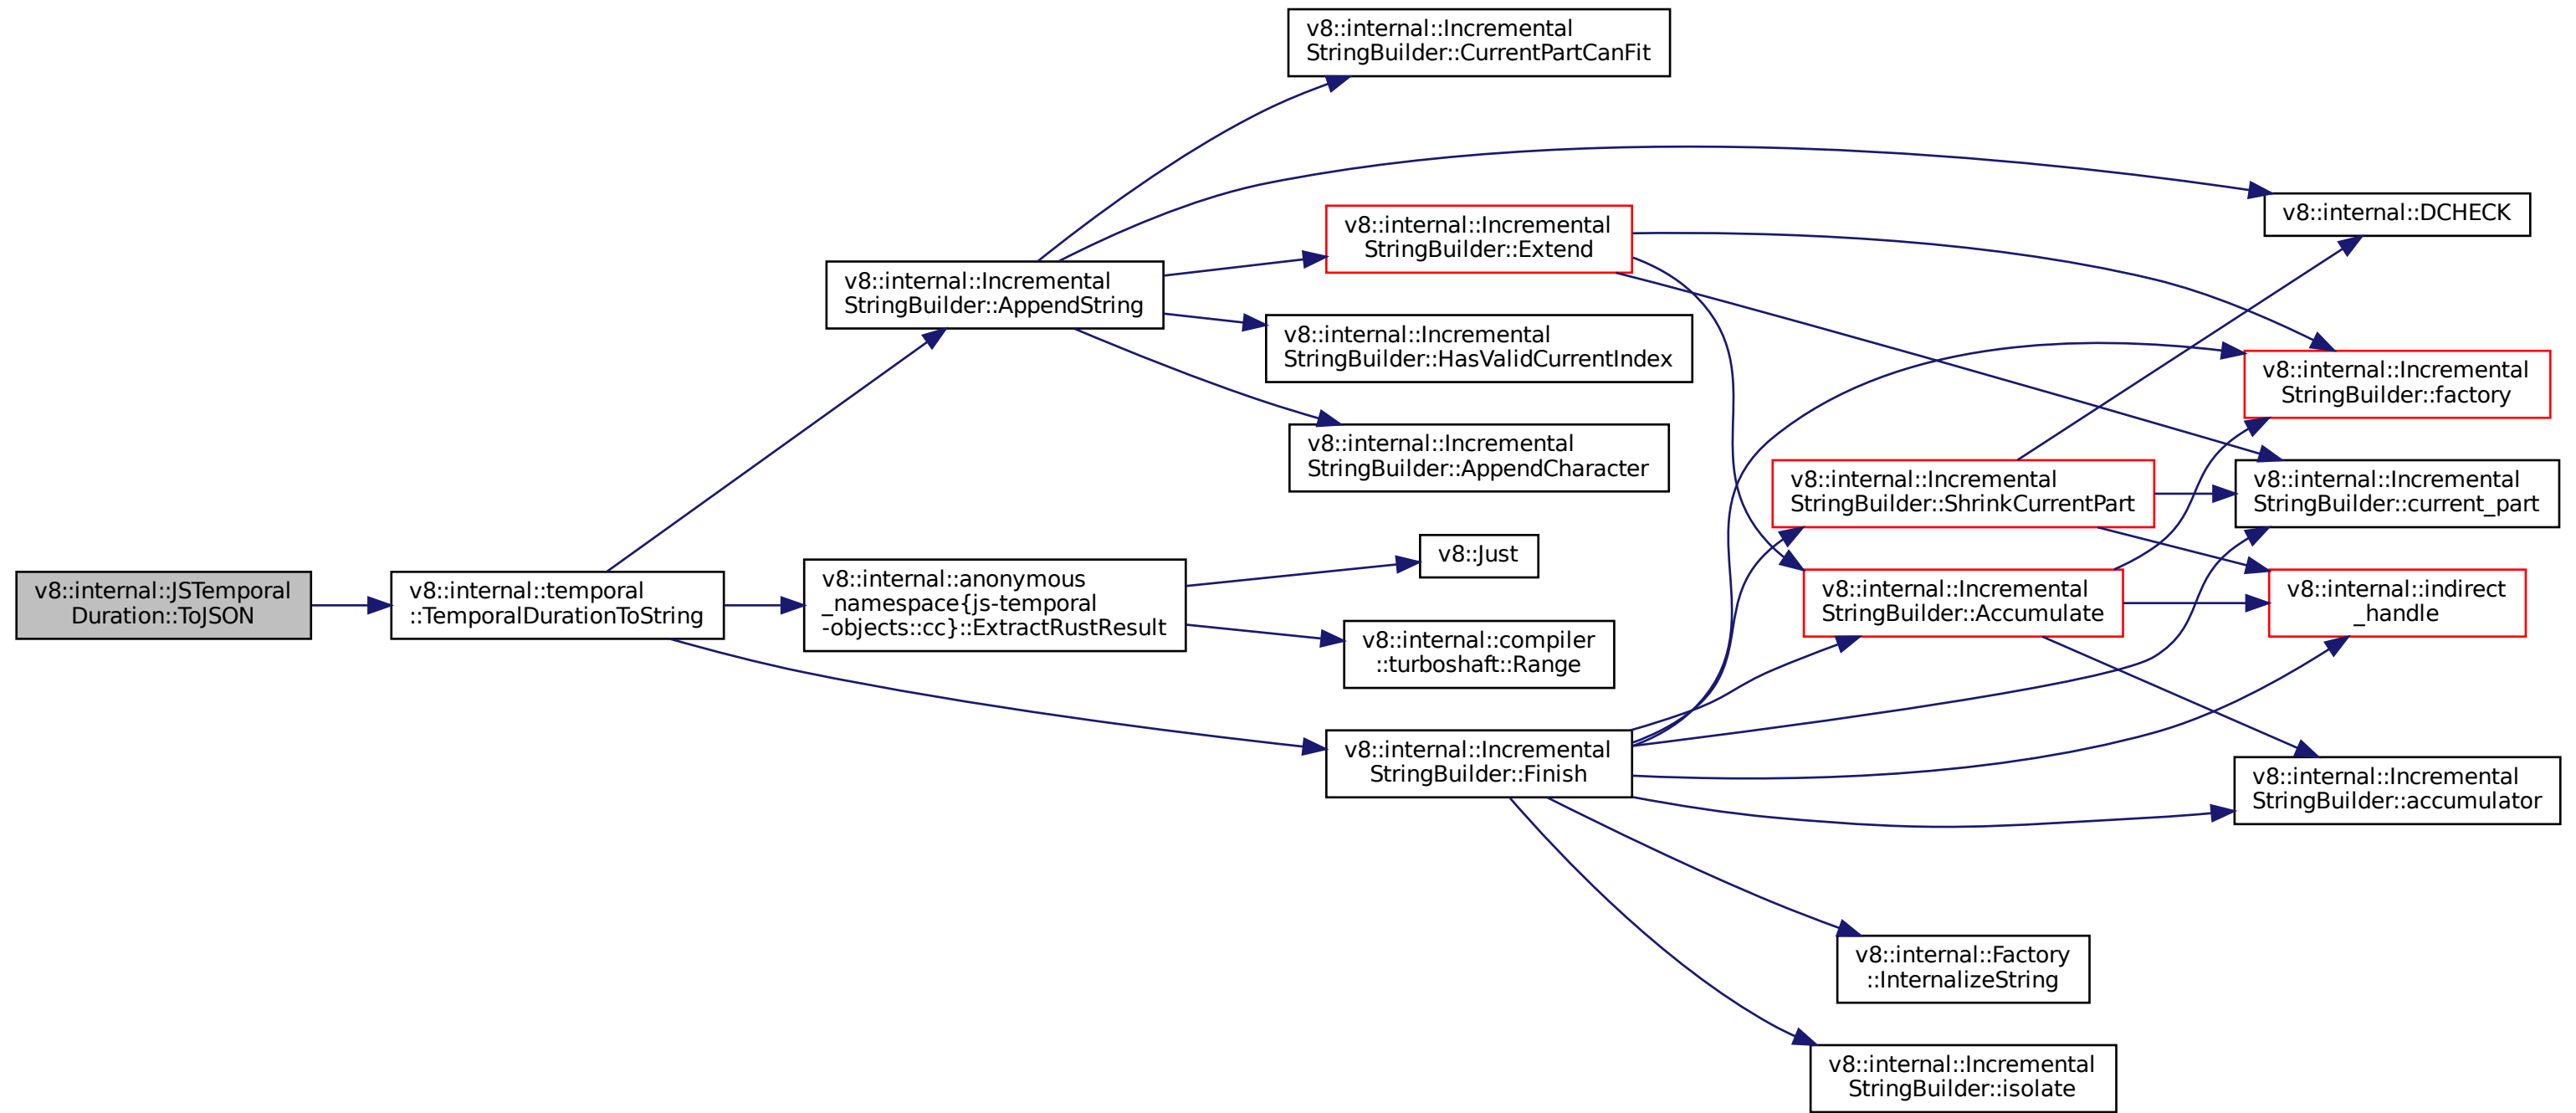 v8::internal::Incremental
StringBuilder::CurrentPartCanFit
v8::internal::DCHECK
v8::internal::Incremental
StringBuilder::Extend
v8::internal::Incremental
StringBuilder::AppendString
v8::internal::Incremental
StringBuilder::HasValidCurrentIndex
v8::internal::Incremental
StringBuilder::factory
v8::internal::Incremental
StringBuilder::AppendCharacter
v8::internal::Incremental
StringBuilder::ShrinkCurrentPart
v8::internal::Incremental
StringBuilder::current_part
v8::Just
v8::internal::JSTemporal
Duration::ToJSON
v8::internal::temporal
::TemporalDurationToString
v8::internal::anonymous
_namespace{js-temporal
-objects::cc}::ExtractRustResult
v8::internal::Incremental
StringBuilder::Accumulate
v8::internal::indirect
_handle
v8::internal::compiler
::turboshaft::Range
v8::internal::Incremental
StringBuilder::Finish
v8::internal::Incremental
StringBuilder::accumulator
v8::internal::Factory
::InternalizeString
v8::internal::Incremental
StringBuilder::isolate